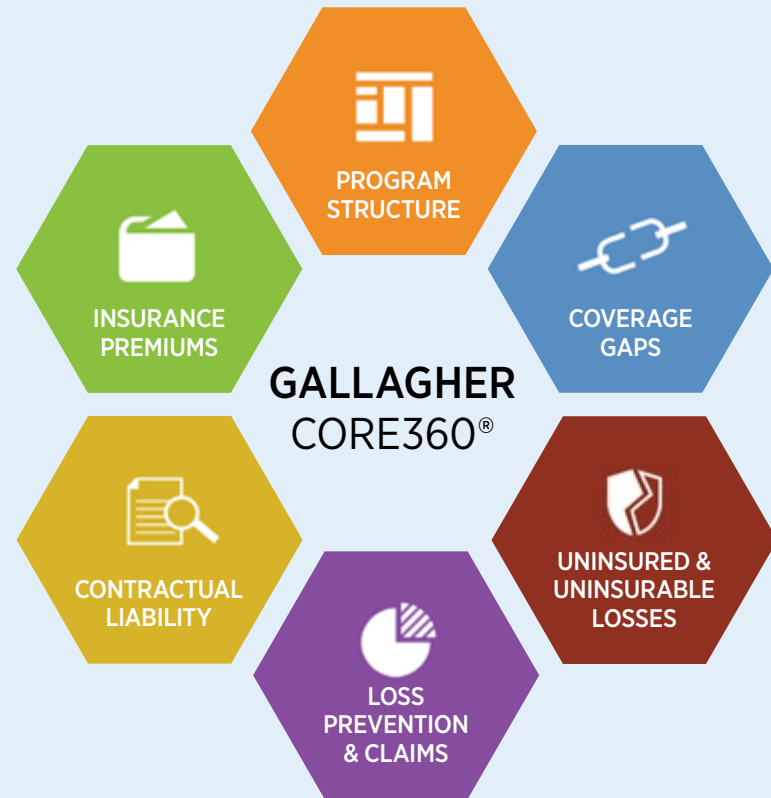 PROGRAM
STRUCTURE
INSURANCE
PREMIUMS
COVERAGE
GAPS
GALLAGHER
CORE360®
CONTRACTUAL
LIABILITY
UNINSURED &
UNINSURABLE
LOSSES
LOSS
PREVENTION
& CLAIMS